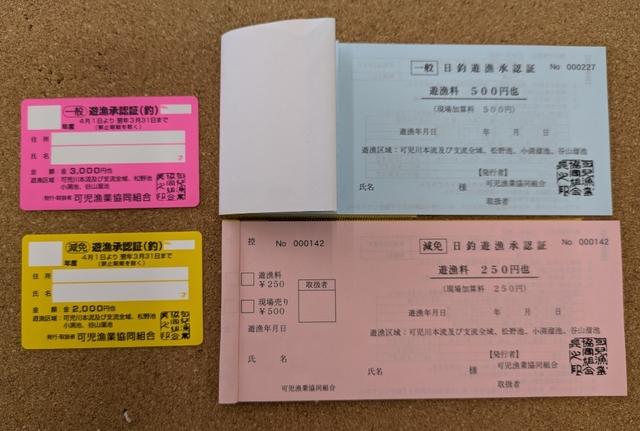 一般 遊漁承認証(釣)
年度
4月1日より 翌年3月31日まで
(禁止期間を除く)
住所
氏名
金額 金 3,000円也
遊漁区域:可児川本流及び支流全域、松野池、
小渕池、谷山溜池
発行・取扱者 可児漁業協同組合
減免 遊漁承認証(釣)
年度
4月1日より 翌年3月31日まで
(禁止期間を除く)
住所
氏名
金額 金 2,000円也
遊漁区域:可児川本流及び支流全域、松野池、
小渕池、谷山溜池
発行・取扱者 可児漁業協同組合
一般 日釣遊漁承認証 No 000227
遊漁料 500円也
(現場加算料 500円)
遊漁年月日 年 月 日
遊漁区域:可児川本流及び支流全域、松野池、小渕溜池、谷山溜池
【発行者】
氏名 様 可児漁業協同組合
取扱者
控 No 000142
遊漁料
¥250
現場売り
¥500
取扱者
遊漁年月日
氏名
可児漁業協同組合
減免 日釣遊漁承認証 No 000142
遊漁料 250円也
(現場加算料 250円)
遊漁年月日 年 月 日
遊漁区域:可児川本流及び支流全域、松野池、小渕溜池、谷山溜池
【発行者】
氏名 様 可児漁業協同組合
取扱者